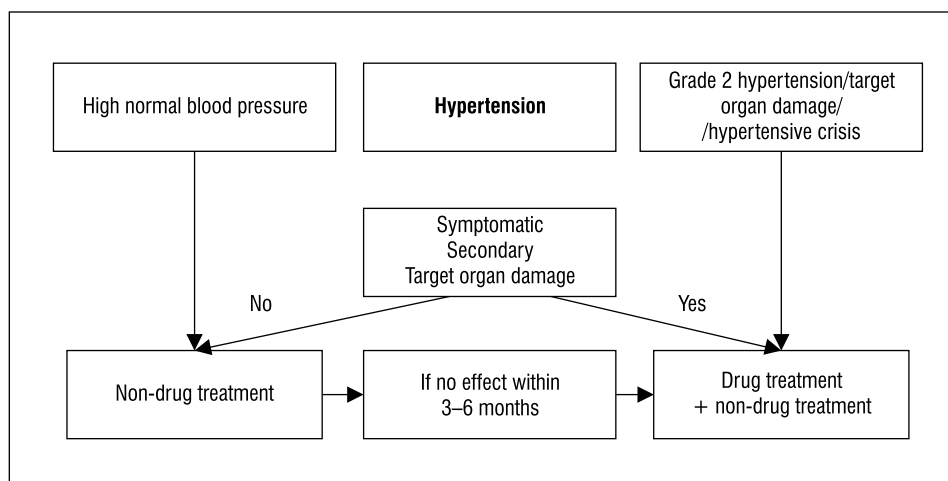 High normal blood pressure
Hypertension
Grade 2 hypertension/target
organ damage/
/hypertensive crisis
Symptomatic
Secondary
Target organ damage
No
Yes
Non-drug treatment
If no effect within
3–6 months
Drug treatment
+ non-drug treatment